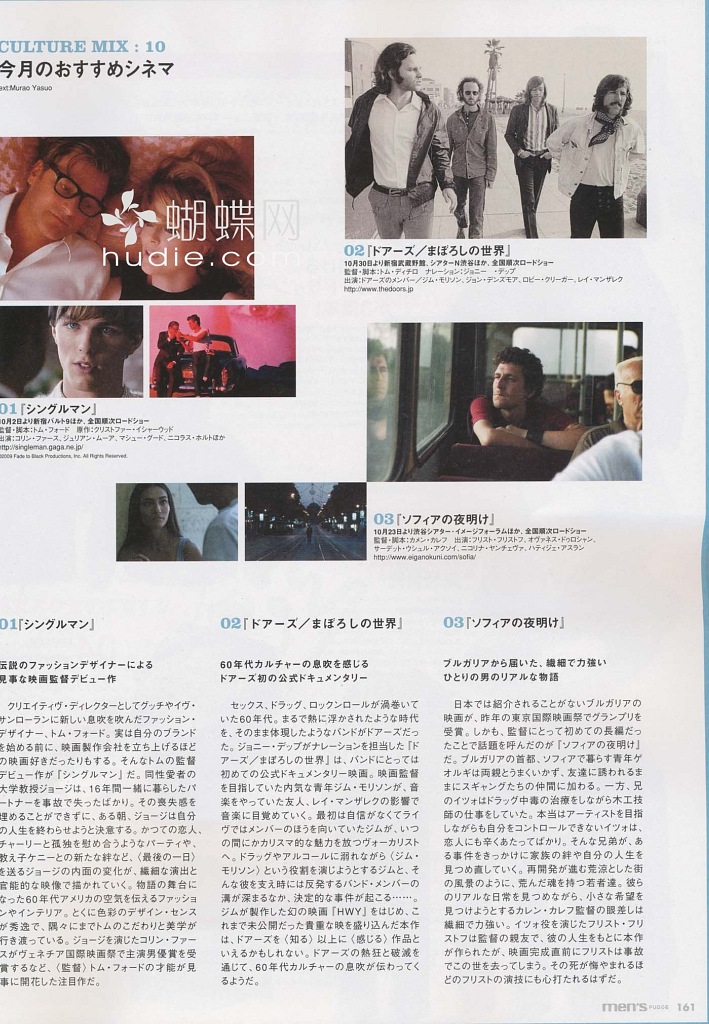 CULTURE MIX : 10
今月のおすすめシネマ
ext:Murao Yasuo
蝴蝶网
hudie.com
02『ドアーズ／まぼろしの世界』
10月30日より新宿武蔵野館、シアターN渋谷ほか、全国順次ロードショー
監督・脚本:トム・ディチロ　ナレーション:ジョニー　・デップ
出演:ドアーズのメンバー／ジム・モリソン、ジョン・デンズモア、ロビー・クリーガー、レイ・マンザレク
http://www.thedoors.jp
01『シングルマン』
10月2日より新宿バルト9ほか、全国順次ロードショー
監督・脚本:トム・フォード　原作:クリストファー・イシャーウッド
出演:コリン・ファース、ジュリアン・ムーア、マシュー・グード、ニコラス・ホルトほか
http://singleman.gaga.ne.jp/
©2009 Fade to Black Productions, Inc. All Rights Reserved.
03『ソフィアの夜明け』
10月23日より渋谷シアター・イメージフォーラムほか、全国順次ロードショー
監督・脚本:カメン・カレフ　出演:フリスト・フリストフ、オヴァネス・ドゥロシャン、
サーデット・ウシュル・アクソイ、ニコリナ・ヤンチェヴァ、ハティジェ・アスラン
http://www.eiganokuni.com/sofia/
01『シングルマン』
伝説のファッションデザイナーによる
見事な映画監督デビュー作
クリエイティヴ・ディレクターとしてグッチやイヴ・
サンローランに新しい息吹を吹んだファッション・
デザイナー、トム・フォード。実は自分のブランド
を始める前に、映画製作会社を立ち上げるほど
の映画好きだったりもする。そんなトムの監督
デビュー作が『シングルマン』だ。同性愛者の
大学教授ジョージは、16年間一緒に暮らしたパ
ートナーを事故で失ったばかり。その喪失感を
埋めることができずに、ある朝、ジョージは自分
の人生を終わらせようと決意する。かつての恋人、
チャーリーと孤独を慰め合うようなパーティや、
教え子ケニーとの新たな絆など、〈最後の一日〉
を送るジョージの内面の変化が、繊細な演出と
官能的な映像で描かれていく。物語の舞台に
なった60年代アメリカの空気を伝えるファッショ
ンやインテリア。とくに色彩のデザイン・センス
が秀逸で、隅々にまでトムのこだわりと美学が
行き渡っている。ジョージを演じたコリン・ファー
スがヴェネチア国際映画祭で主演男優賞を受
賞するなど、〈監督〉トム・フォードの才能が見
事に開花した注目作だ。
02『ドアーズ／まぼろしの世界』
60年代カルチャーの息吹を感じる
ドアーズ初の公式ドキュメンタリー
セックス、ドラッグ、ロックンロールが渦巻いてい
た60年代。まるで熱に浮かされたような時代
を、そのまま体現したようなバンドがドアーズだっ
た。ジョニー・デップがナレーションを担当した『ド
アーズ／まぼろしの世界』は、バンドにとっては
初めての公式ドキュメンタリー映画。映画監督
を目指していた内気な青年ジム・モリソンが、音
楽をやっていた友人、レイ・マンザレクの影響で
音楽に目覚めていく。最初は自信がなくてライ
ヴではメンバーのほうを向いていたジムが、いつ
の間にかカリスマ的な魅力を放つヴォーカリスト
へ。ドラッグやアルコールに溺れながら〈ジム・
モリソン〉という役割を演じようとするジムと、そ
んな彼を支え時には反発するバンド・メンバーの
溝が深まるなか、決定的な事件が起こる……。
ジムが製作した幻の映画『HWY』をはじめ、こ
れまで未公開だった貴重な映像を盛り込んだ本作
は、ドアーズを〈知る〉以上に〈感じる〉作品と
いえるかもしれない。ドアーズの熱狂と破滅を
通じて、60年代カルチャーの息吹が伝わってく
るようだ。
03『ソフィアの夜明け』
ブルガリアから届いた、繊細で力強い
ひとりの男のリアルな物語
日本では紹介されることがないブルガリアの
映画が、昨年の東京国際映画祭でグランプリを
受賞。しかも、監督にとって初めての長編だっ
たことで話題を呼んだのが『ソフィアの夜明け』
だ。ブルガリアの首都、ソフィアで暮らす青年ゲ
オルギは両親とうまくいかず、友達に誘われるま
まにスキャンギャングたちの仲間に加わる。一方、兄
のイツォはドラッグ中毒の治療をしながら木工技
師の仕事をしていた。本当はアーティストを目指
しながらも自分をコントロールできないイツォは、
恋人にも辛くあたってばかり。そんな兄弟が、あ
る事件をきっかけに家族の絆や自分の人生を
見つめ直していく。再開発が進む荒涼とした街
の風景のように、荒んだ魂を持つ若者達。彼ら
のリアルな日常を見つめながら、小さな希望を
見つけようとするカレン・カレフ監督の眼差しは
繊細で力強い。イツォ役を演じたフリスト・フリ
ストフは監督の親友で、彼の人生をもとに本作
が作られたが、映画完成直前にフリストは事故
でこの世を去ってしまう。その死が悔やまれるほ
どのフリストの演技にも心打たれるはずだ。
men's FUDGE 161